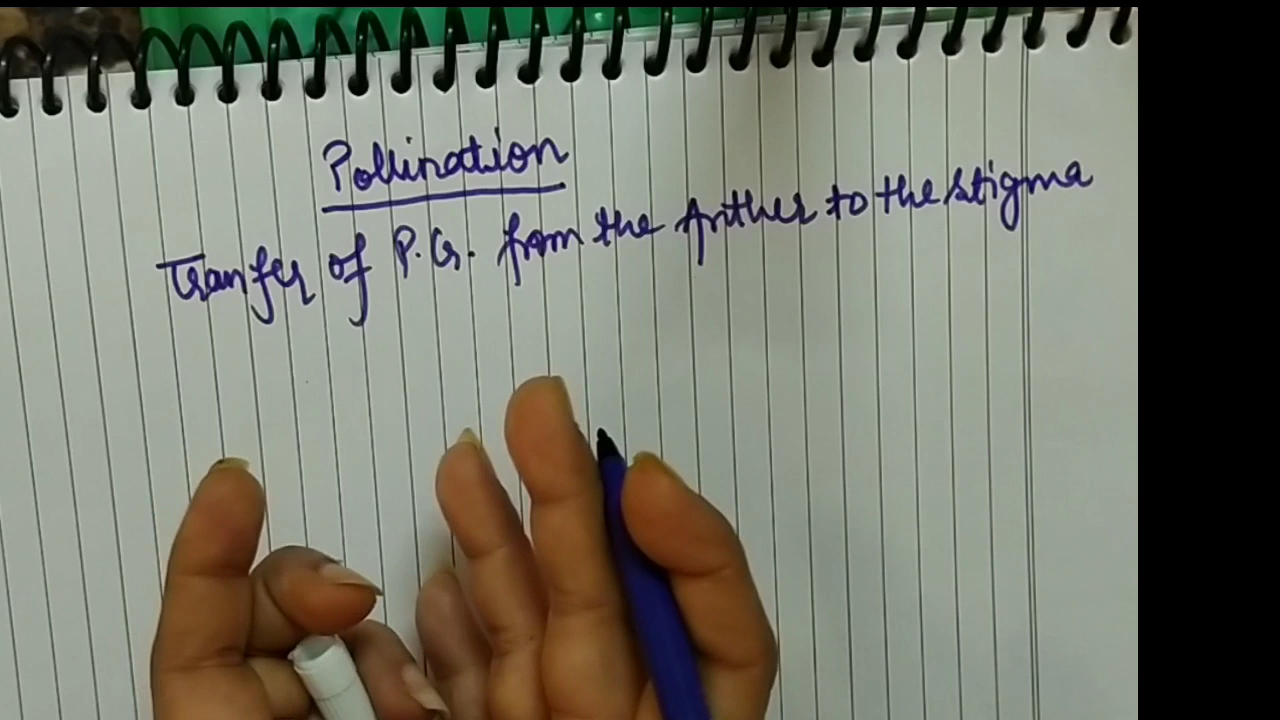 Pollination
Tranfer of P.G. from the Anther to the stigma